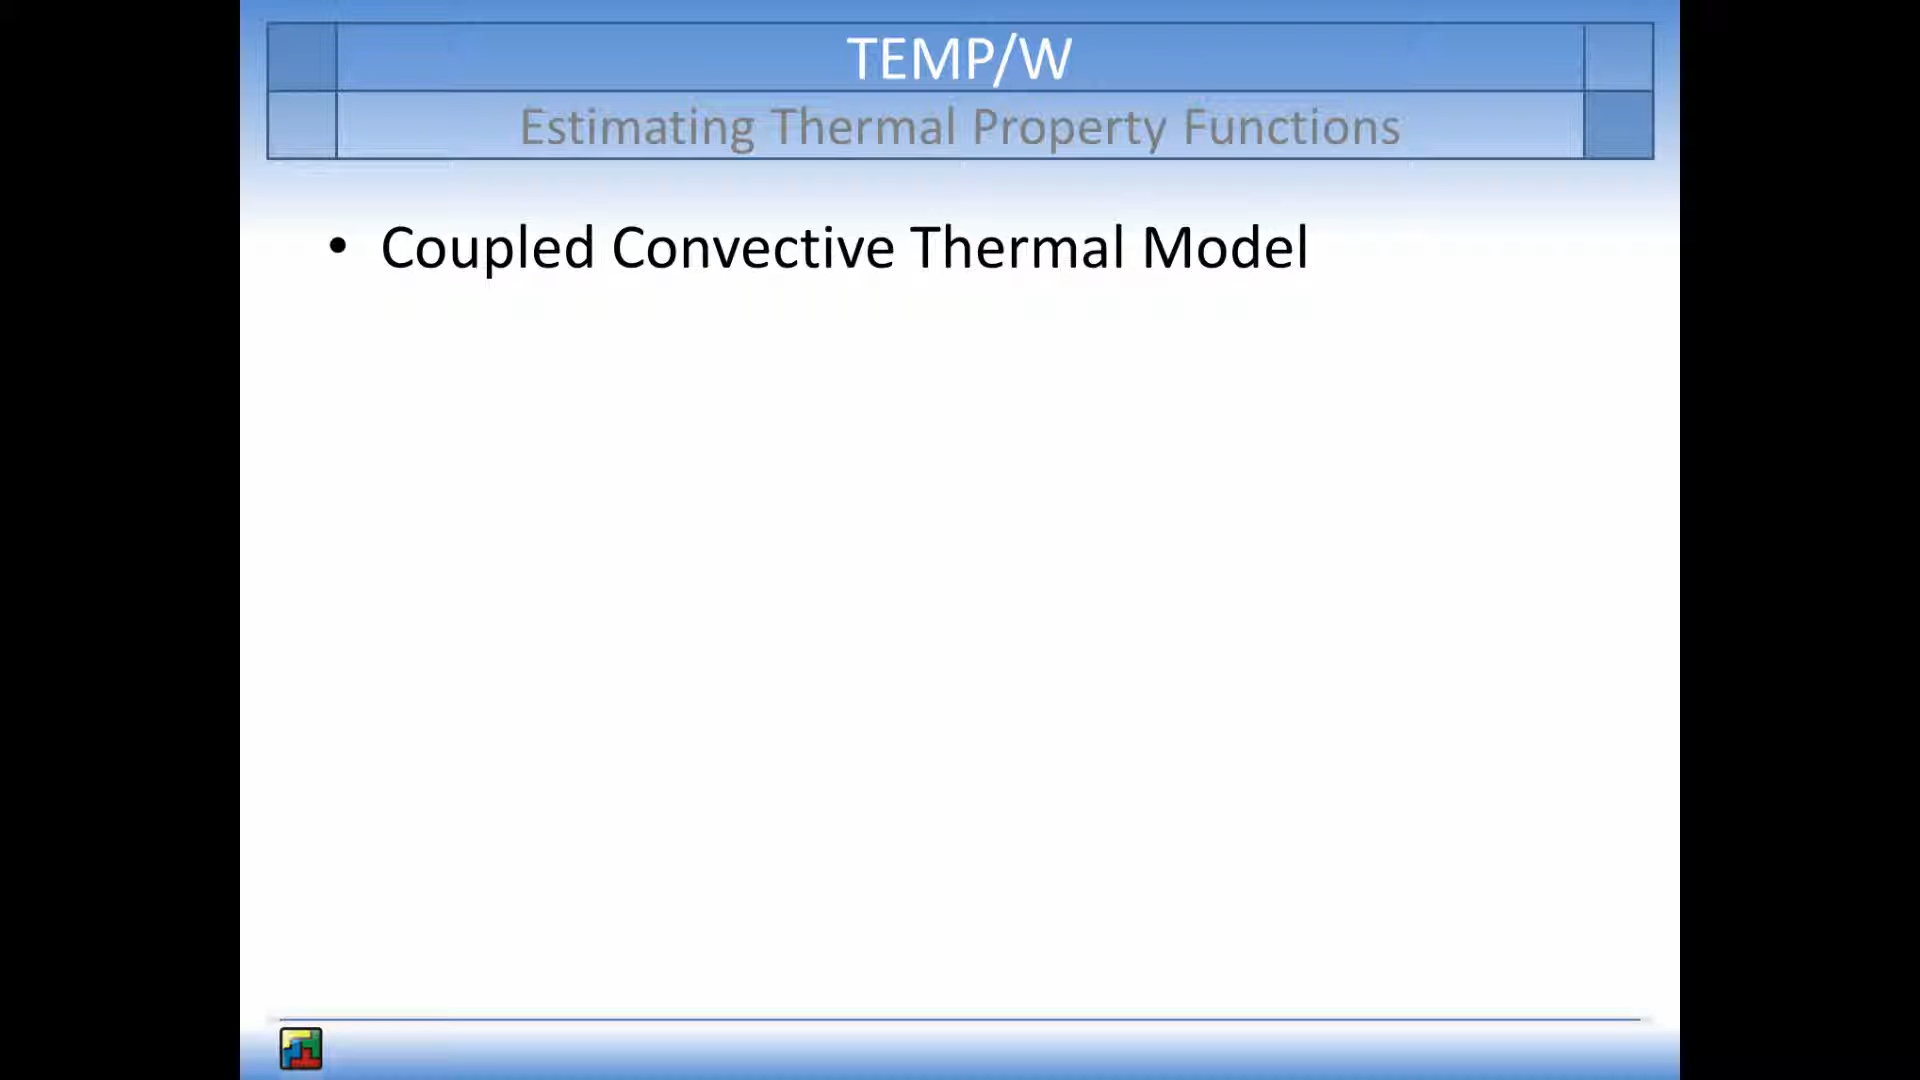 TEMP/W
Estimating Thermal Property Functions
• Coupled Convective Thermal Model